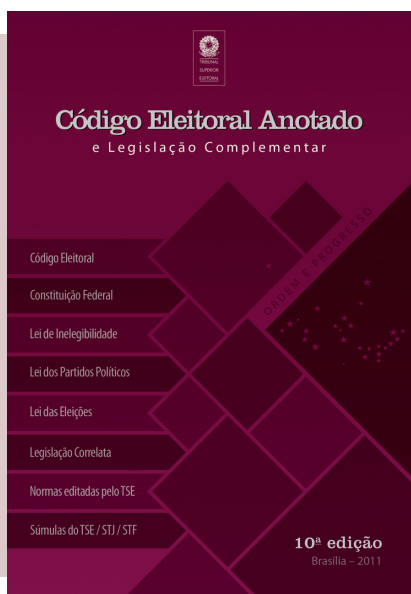 TRIBUNAL
SUPERIOR
ELEITORAL
Código Eleitoral Anotado
e Legislação Complementar
ORDEM E PROGRESSO
Código Eleitoral
Constituição Federal
Lei de Inelegibilidade
Lei dos Partidos Políticos
Lei das Eleições
Legislação Correlata
Normas editadas pelo TSE
Súmulas do TSE / STJ / STF
10ª edição
Brasília – 2011